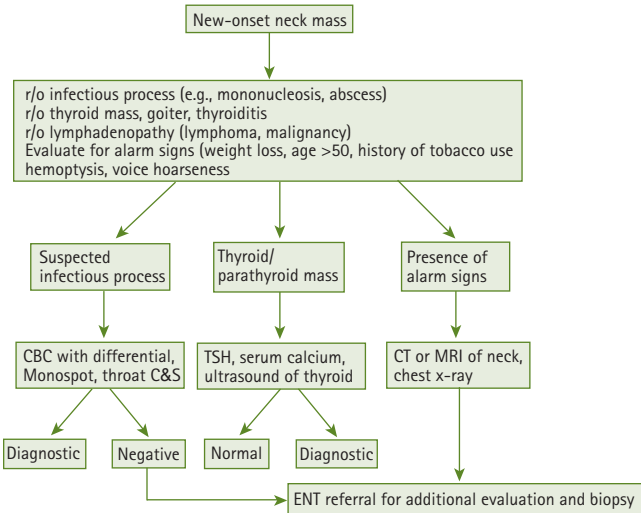 New-onset neck mass
r/o infectious process (e.g., mononucleosis, abscess)
r/o thyroid mass, goiter, thyroiditis
r/o lymphadenopathy (lymphoma, malignancy)
Evaluate for alarm signs (weight loss, age >50, history of tobacco use
hemoptysis, voice hoarseness
Suspected
infectious process
Thyroid/
parathyroid mass
Presence of
alarm signs
CBC with differential,
Monospot, throat C&S
TSH, serum calcium,
ultrasound of thyroid
CT or MRI of neck,
chest x-ray
Diagnostic
Negative
Normal
Diagnostic
ENT referral for additional evaluation and biopsy